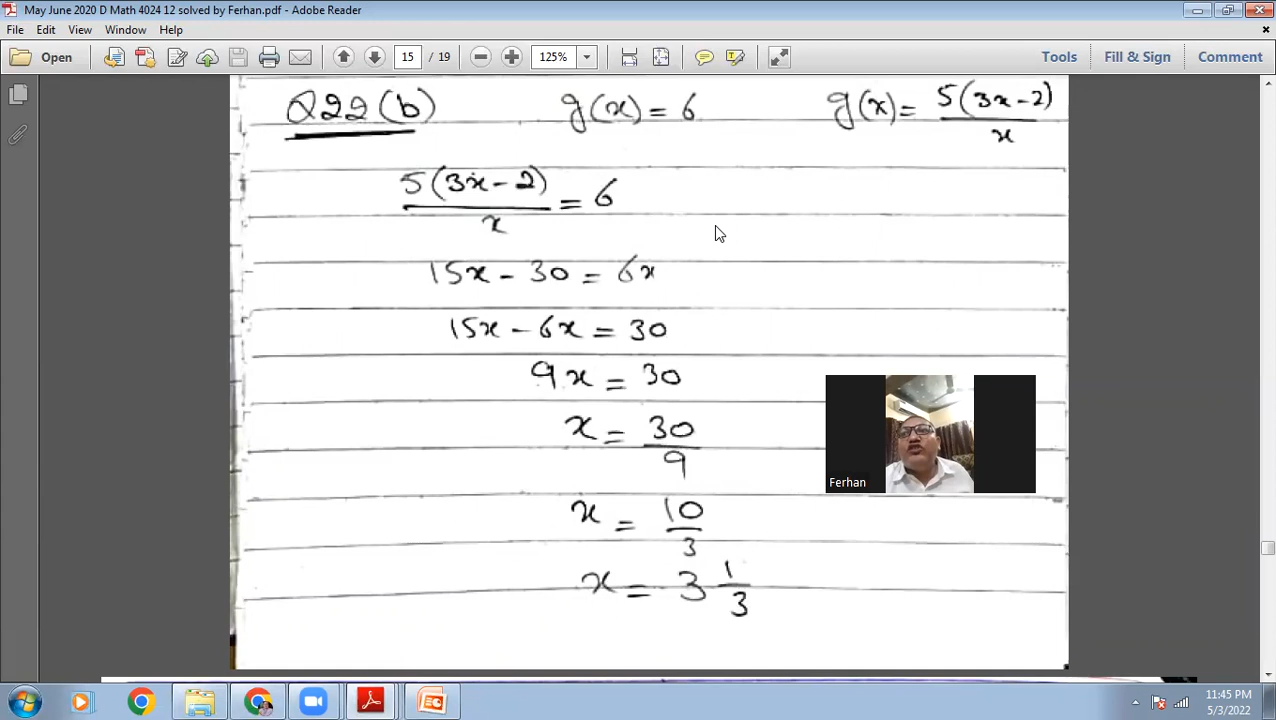 May June 2020 D Math 4024 12 solved by Ferhan.pdf - Adobe Reader
File Edit View Window Help
Open 15 / 19 125% Tools Fill & Sign Comment
Q22 (b) g(x) = 6 g(x) = 5(3x-2)/x
5(3x-2)/x = 6
15x - 30 = 6x
15x - 6x = 30
9x = 30
x = 30/9
x = 10/3
x = 3 1/3
Ferhan
11:45 PM
5/3/2022